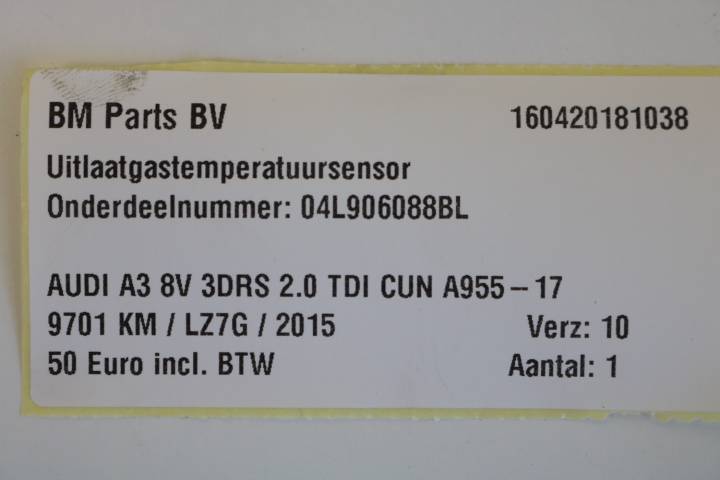 BM Parts BV 160420181038
Uitlaatgastemperatuursensor
Onderdeelnummer: 04L906088BL
AUDI A3 8V 3DRS 2.0 TDI CUN A955 – 17
9701 KM / LZ7G / 2015 Verz: 10
50 Euro incl. BTW Aantal: 1